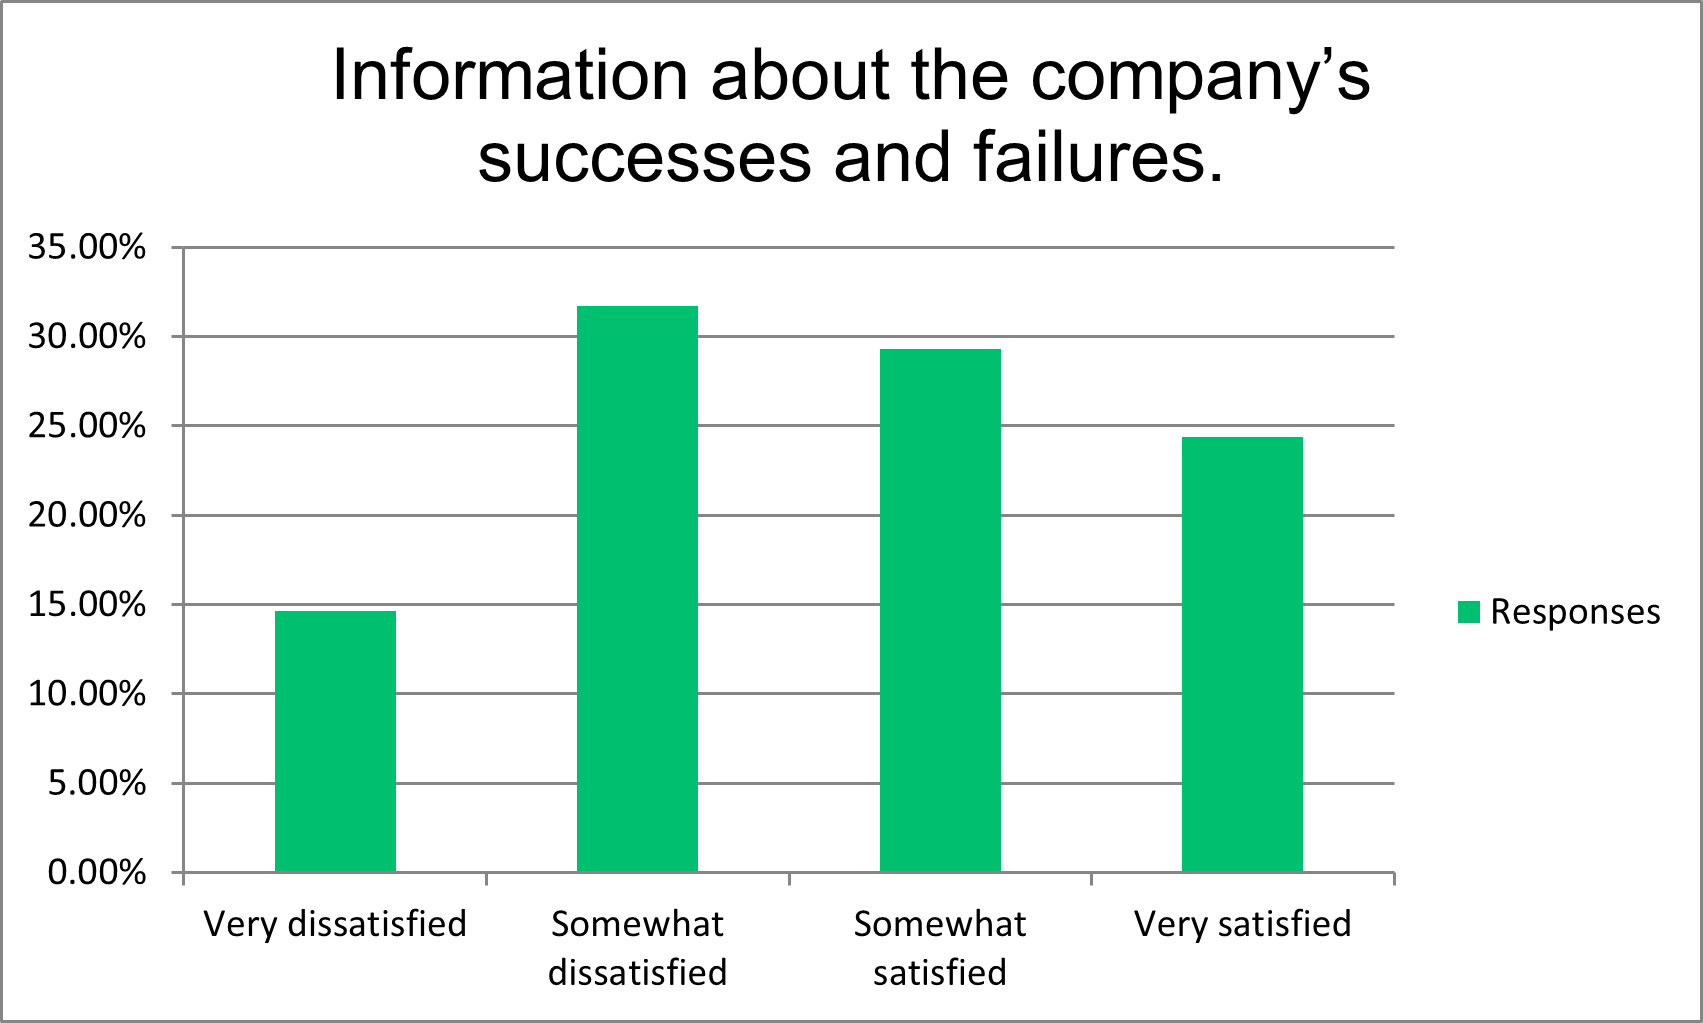 Information about the company’s
successes and failures.
35.00%
30.00%
25.00%
20.00%
15.00%
10.00%
5.00%
0.00%
Very dissatisfied
Somewhat
dissatisfied
Somewhat
satisfied
Very satisfied
Responses